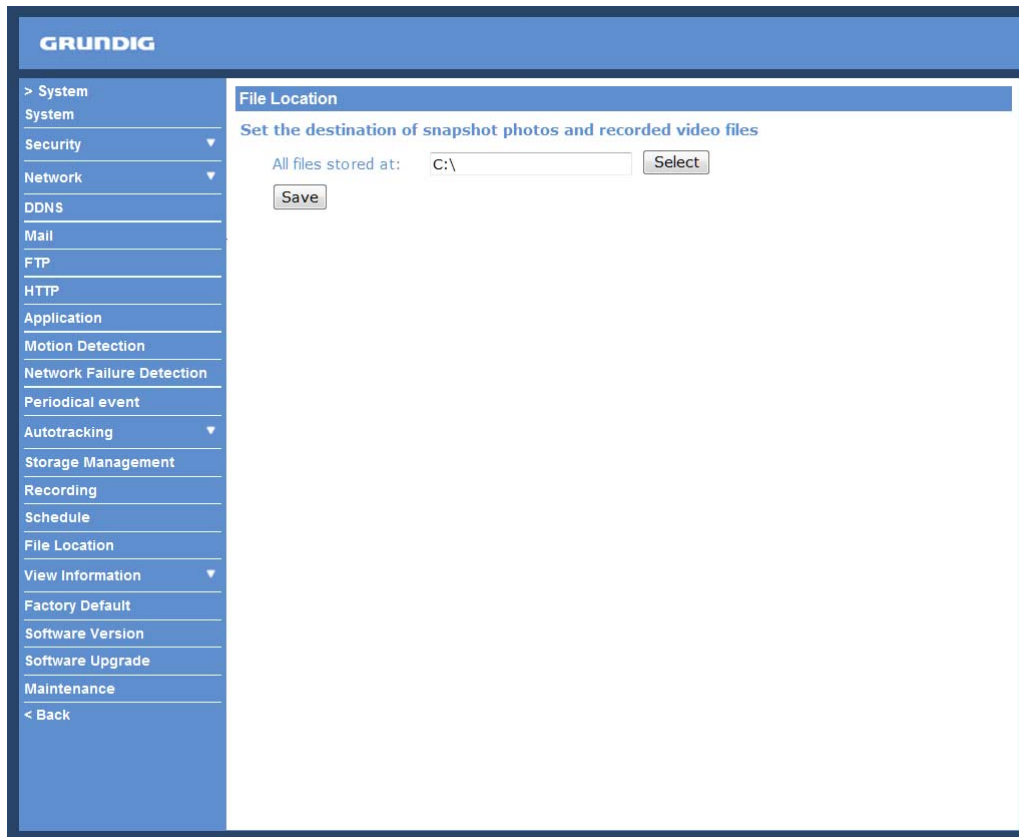 GRUNDIG
> System
System
Security
Network
DDNS
Mail
FTP
HTTP
Application
Motion Detection
Network Failure Detection
Periodical event
Autotracking
Storage Management
Recording
Schedule
File Location
View Information
Factory Default
Software Version
Software Upgrade
Maintenance
< Back
File Location
Set the destination of snapshot photos and recorded video files
All files stored at: C:\ Select
Save